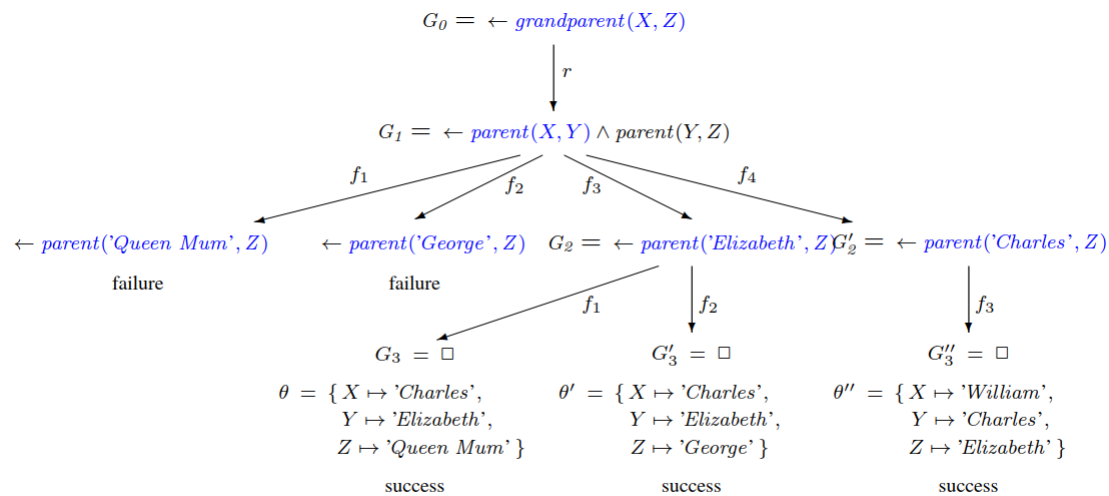 G₀ = ← grandparent(X, Z)
r
G₁ = ← parent(X, Y) ∧ parent(Y, Z)
f₁ f₂ f₃ f₄
← parent('Queen Mum', Z) ← parent('George', Z) G₂ = ← parent('Elizabeth', Z) G′₂ = ← parent('Charles', Z)
failure failure
f₁ f₂ f₃
G₃ = □ G′₃ = □ G″₃ = □
θ = { X ↦ 'Charles', θ′ = { X ↦ 'Charles', θ″ = { X ↦ 'William',
Y ↦ 'Elizabeth', Y ↦ 'Elizabeth', Y ↦ 'Charles',
Z ↦ 'Queen Mum' } Z ↦ 'George' } Z ↦ 'Elizabeth' }
success success success